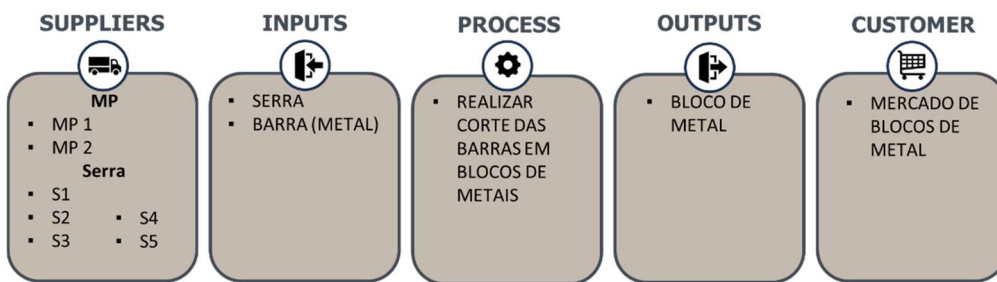 SUPPLIERS
MP
▪ MP 1
▪ MP 2
Serra
▪ S1
▪ S2 ▪ S4
▪ S3 ▪ S5
INPUTS
▪ SERRA
▪ BARRA (METAL)
PROCESS
▪ REALIZAR
CORTE DAS
BARRAS EM
BLOCOS DE
METAIS
OUTPUTS
▪ BLOCO DE
METAL
CUSTOMER
▪ MERCADO DE
BLOCOS DE
METAL